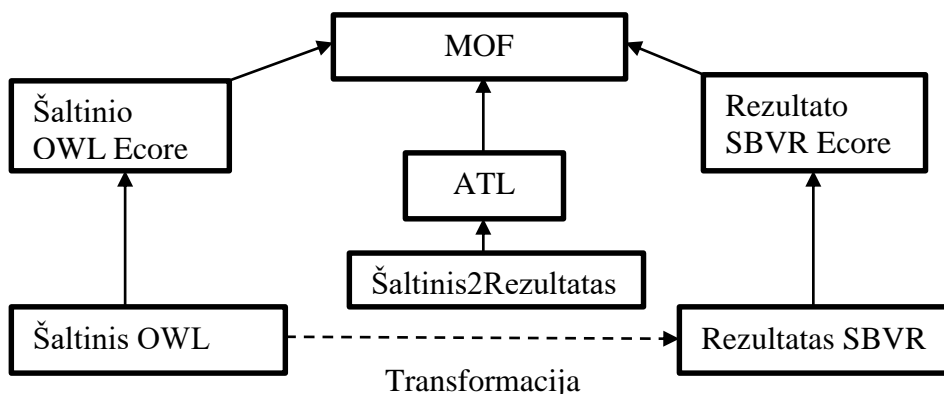 MOF
Šaltinio
OWL Ecore
Rezultato
SBVR Ecore
ATL
Šaltinis2Rezultatas
Šaltinis OWL
Rezultatas SBVR
Transformacija